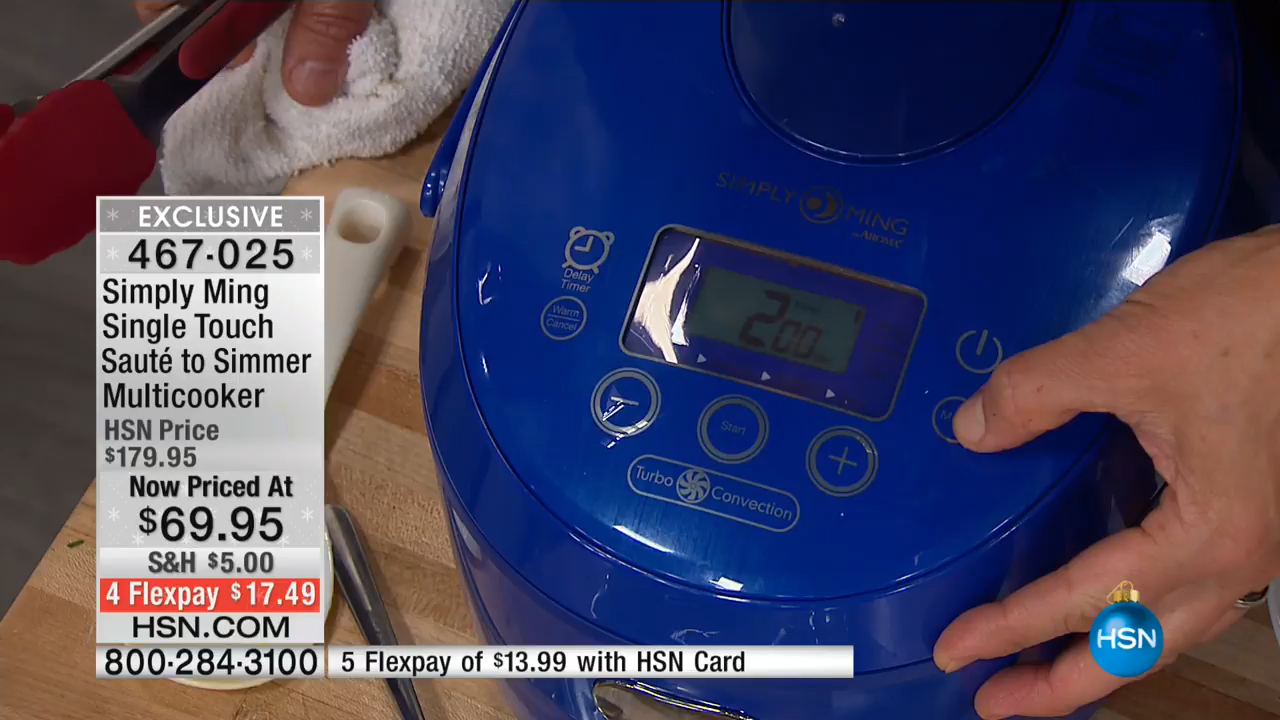 EXCLUSIVE
467-025
Simply Ming
Single Touch
Sauté to Simmer
Multicooker
HSN Price
$179.95
Now Priced At
$69.95
S&H $5.00
4 Flexpay $17.49
HSN.COM
800-284-3100
5 Flexpay of $13.99 with HSN Card
HSN
SIMPLY MING
by AROMA
Delay
Timer
Warm
Cancel
200
Start
Turbo Convection